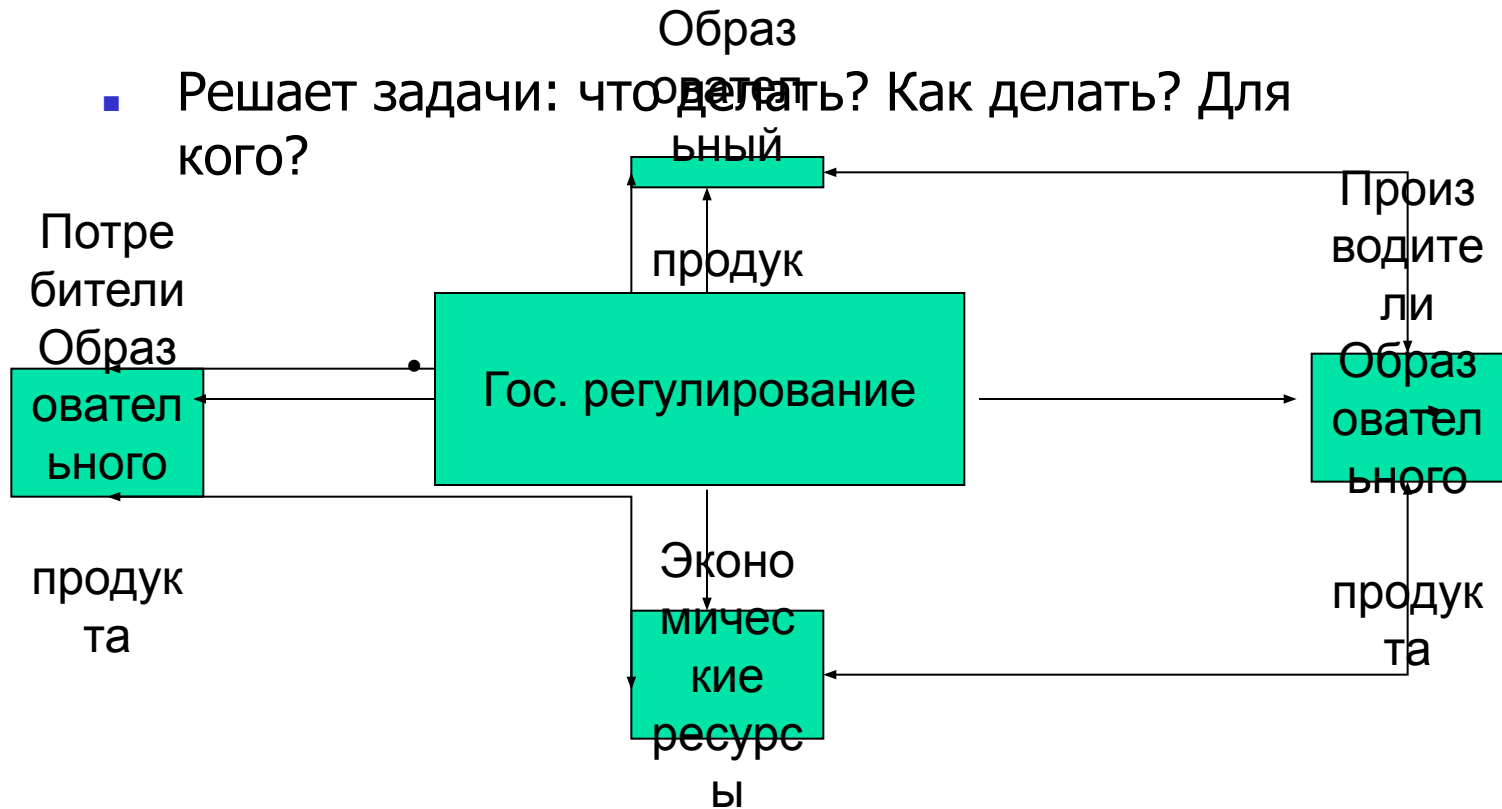 ▪ Решает задачи: что делать? Как делать? Для
кого?
Образ
овател
ьный
продук
Потре
бители
Образ
овател
ьного
продук
та
•
Гос. регулирование
Произ
водите
ли
Образ
овател
ьного
продук
та
Эконо
мичес
кие
ресурс
ы